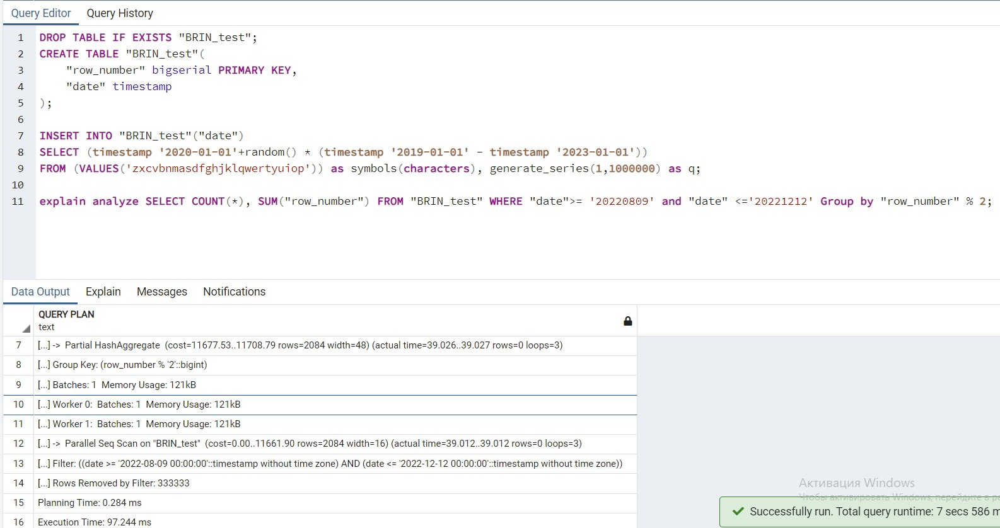 Query Editor Query History
1 DROP TABLE IF EXISTS "BRIN_test";
2 CREATE TABLE "BRIN_test"(
3 "row_number" bigserial PRIMARY KEY,
4 "date" timestamp
5 );
6
7 INSERT INTO "BRIN_test"("date")
8 SELECT (timestamp '2020-01-01'+random() * (timestamp '2019-01-01' - timestamp '2023-01-01'))
9 FROM (VALUES('zxcvbnmasdfghjklqwertyuiop')) as symbols(characters), generate_series(1,1000000) as q;
10
11 explain analyze SELECT COUNT(*), SUM("row_number") FROM "BRIN_test" WHERE "date">= '20220809' and "date" <='20221212' Group by "row_number" % 2;
Data Output Explain Messages Notifications
QUERY PLAN
text
7 [...] -> Partial HashAggregate (cost=11677.53..11708.79 rows=2084 width=48) (actual time=39.026..39.027 rows=0 loops=3)
8 [...] Group Key: (row_number % '2'::bigint)
9 [...] Batches: 1 Memory Usage: 121kB
10 [...] Worker 0: Batches: 1 Memory Usage: 121kB
11 [...] Worker 1: Batches: 1 Memory Usage: 121kB
12 [...] -> Parallel Seq Scan on "BRIN_test" (cost=0.00..11661.90 rows=2084 width=16) (actual time=39.012..39.012 rows=0 loops=3)
13 [...] Filter: ((date >= '2022-08-09 00:00:00'::timestamp without time zone) AND (date <= '2022-12-12 00:00:00'::timestamp without time zone))
14 [...] Rows Removed by Filter: 333333
15 Planning Time: 0.284 ms
16 Execution Time: 97.244 ms
Активация Windows
Чтобы активировать Windows, перейдите в
Successfully run. Total query runtime: 7 secs 586 m